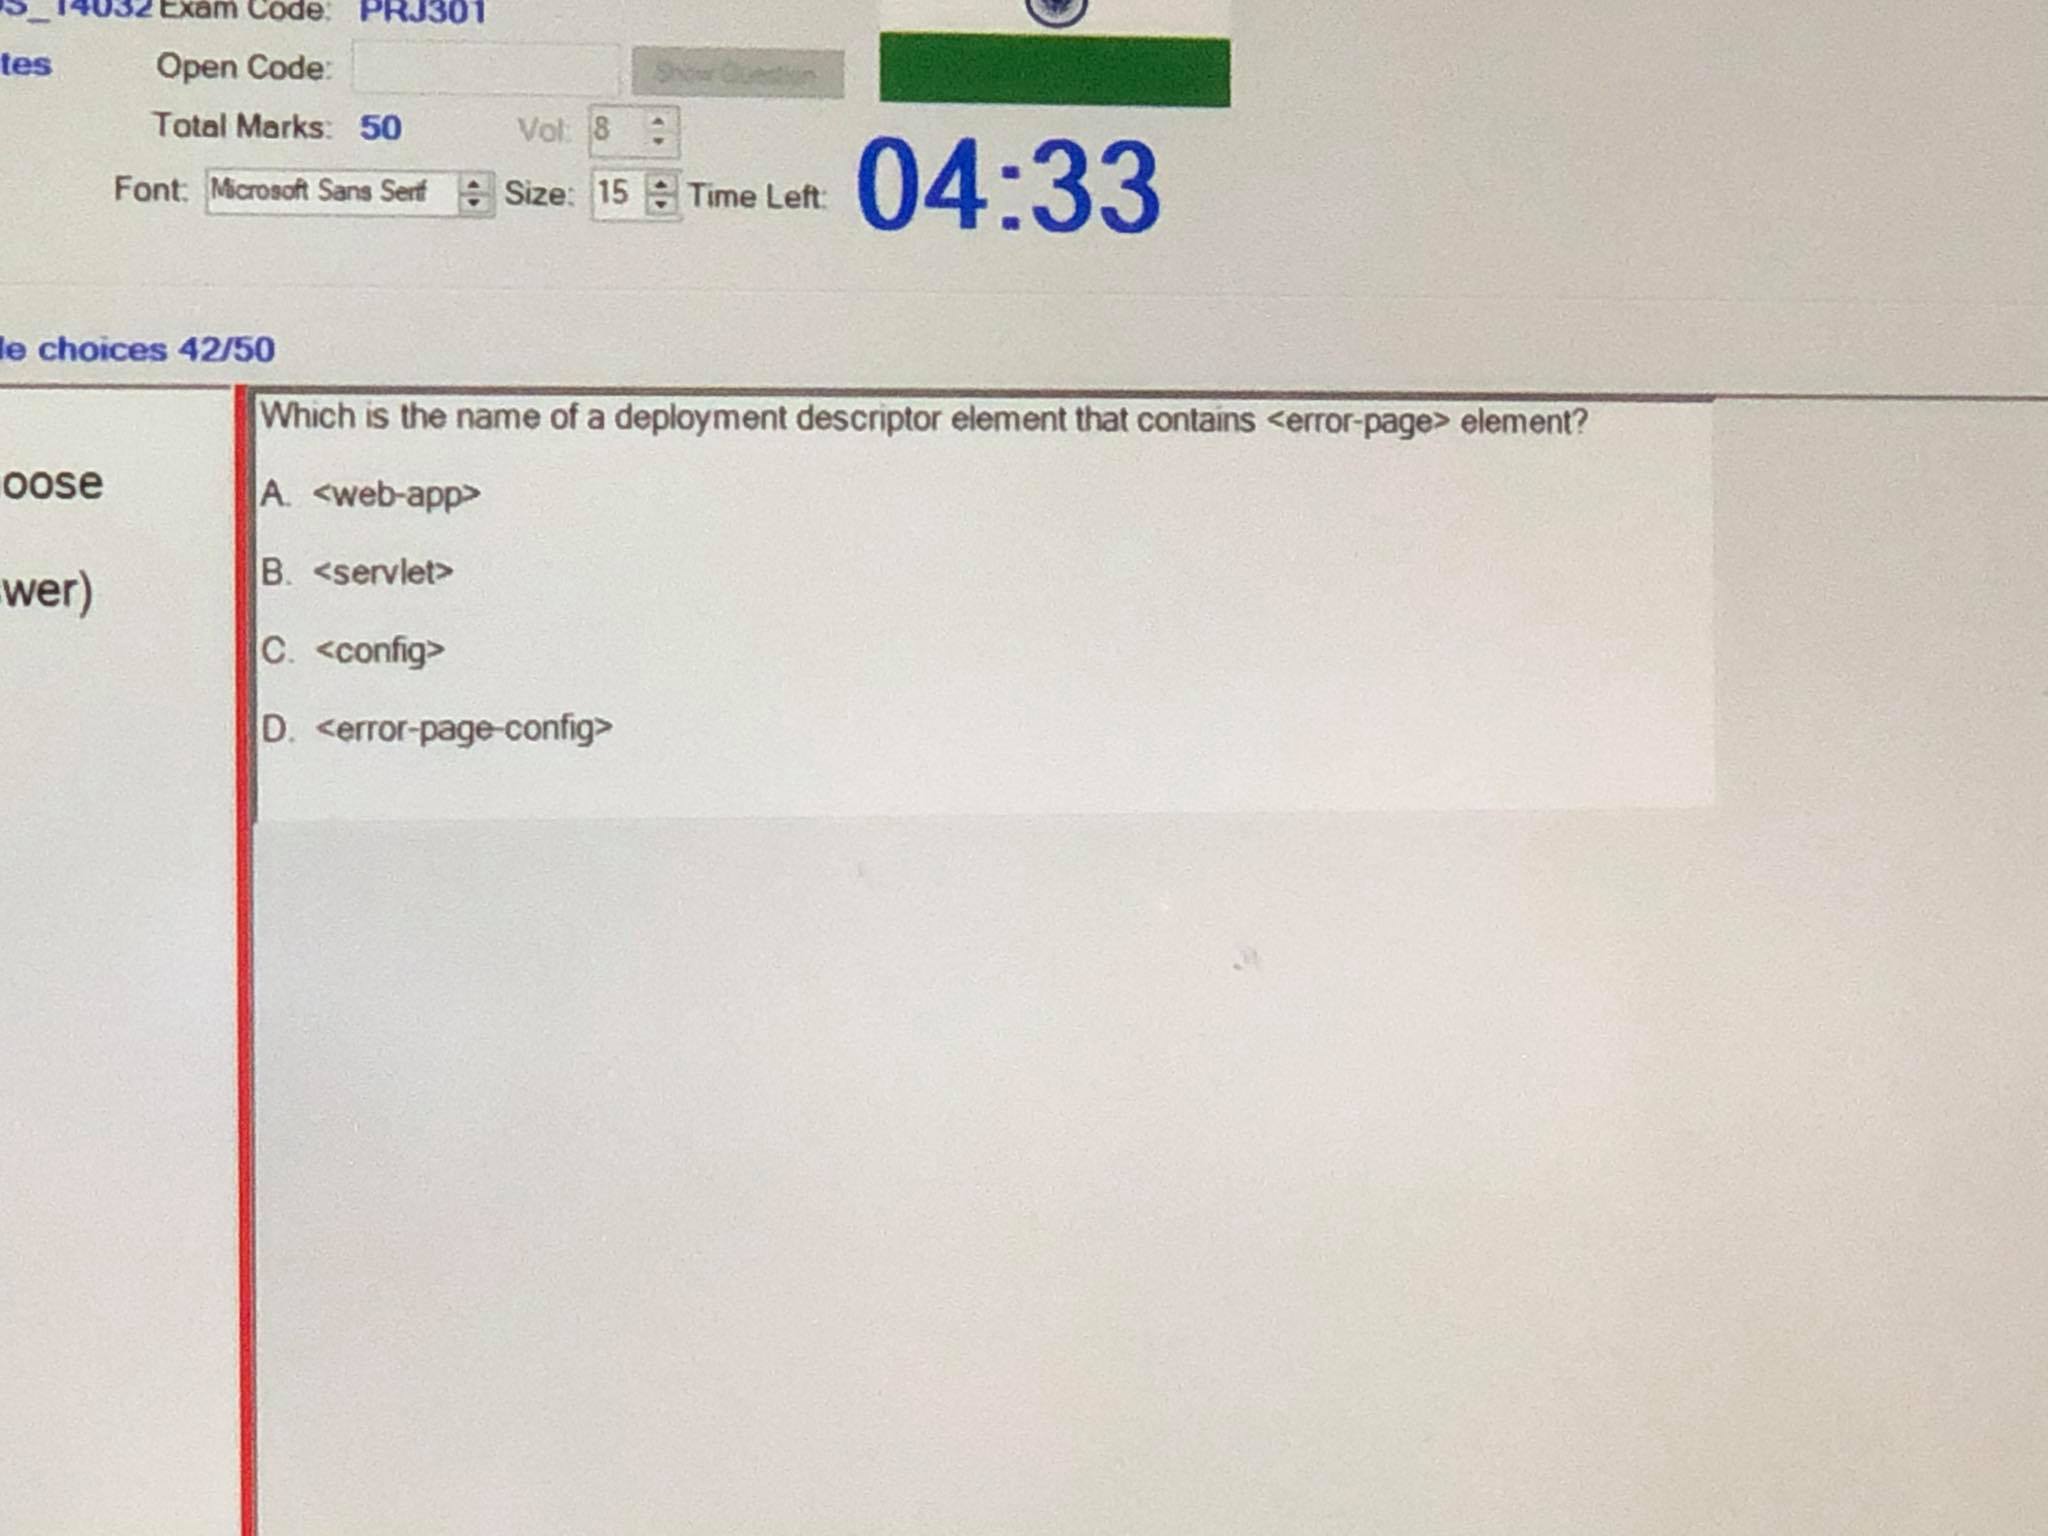 14032 Exam Code: PRJ301
tes Open Code: Show Question
Total Marks: 50 Vol: 8
Font: Microsoft Sans Serif Size: 15 Time Left: 04:33
le choices 42/50
Which is the name of a deployment descriptor element that contains <error-page> element?
oose
A. <web-app>
B. <servlet>
wer)
C. <config>
D. <error-page-config>